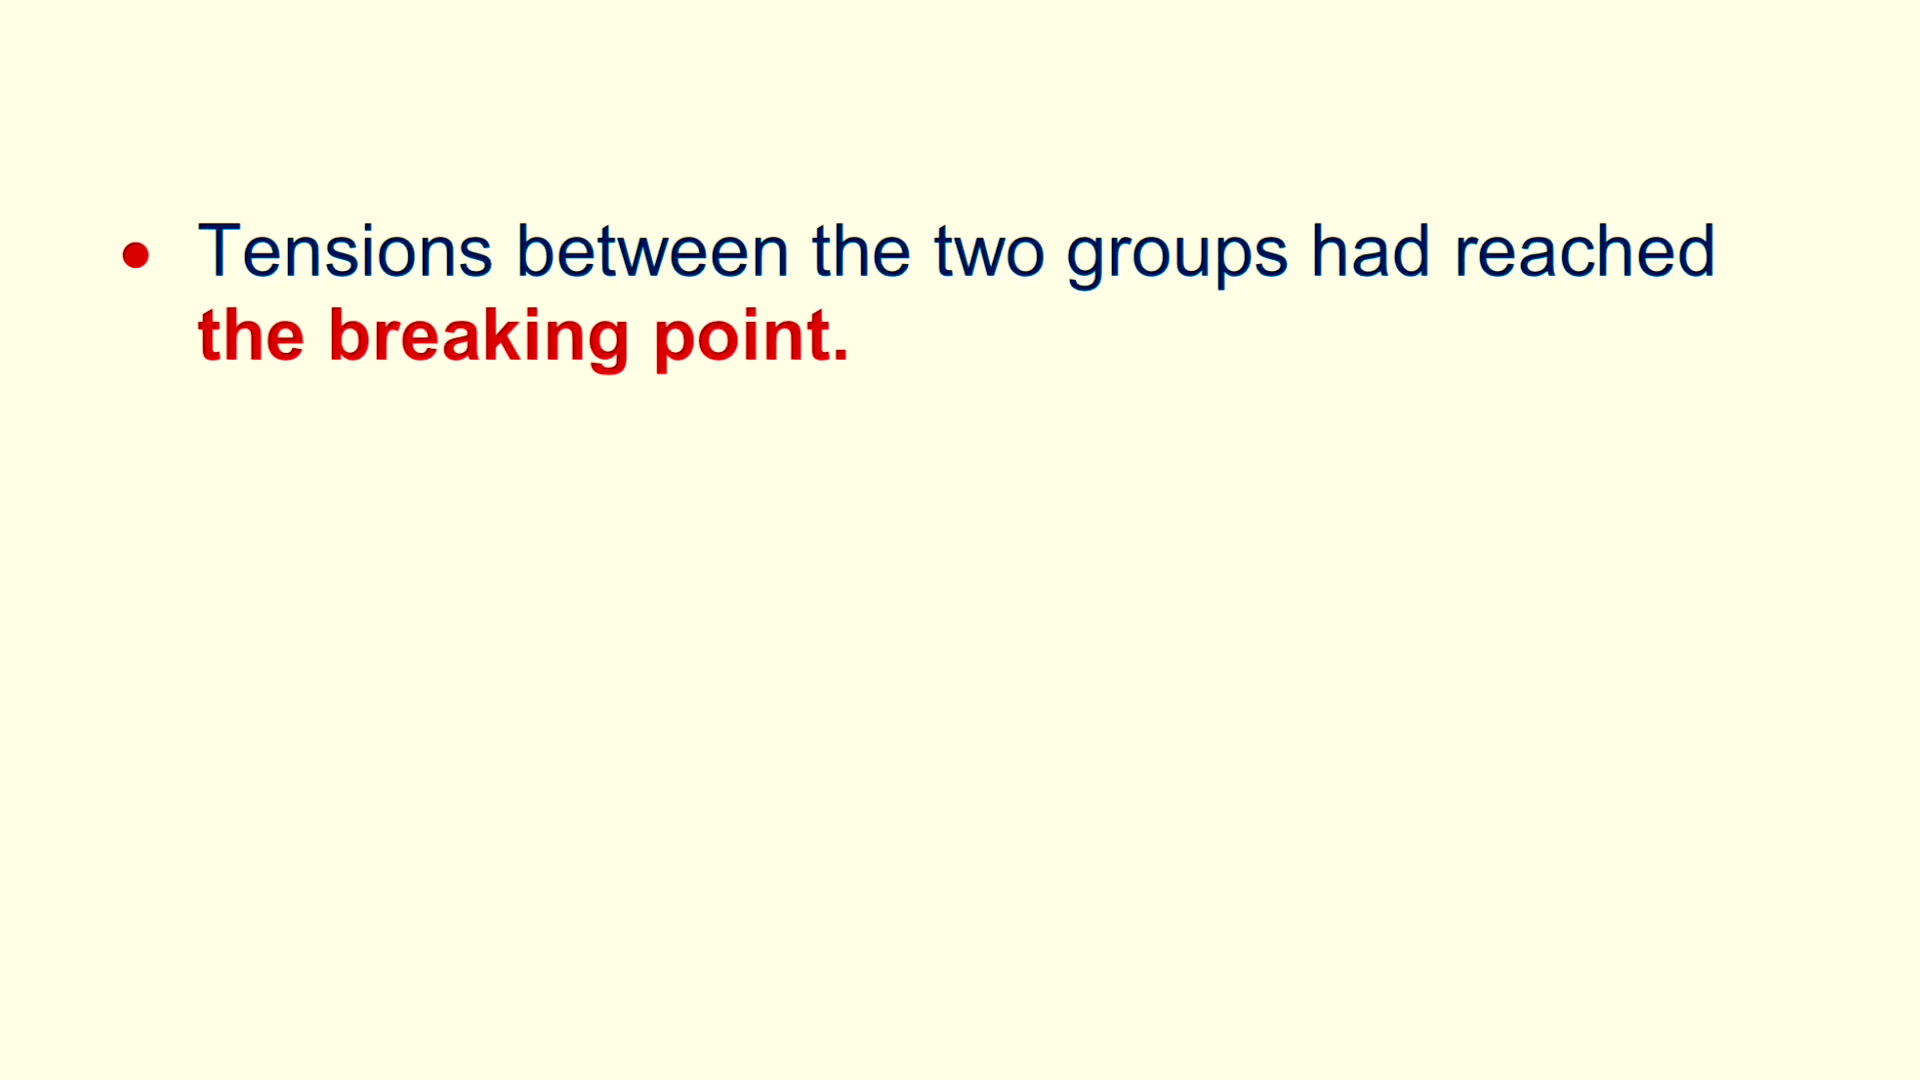 • Tensions between the two groups had reached
the breaking point.